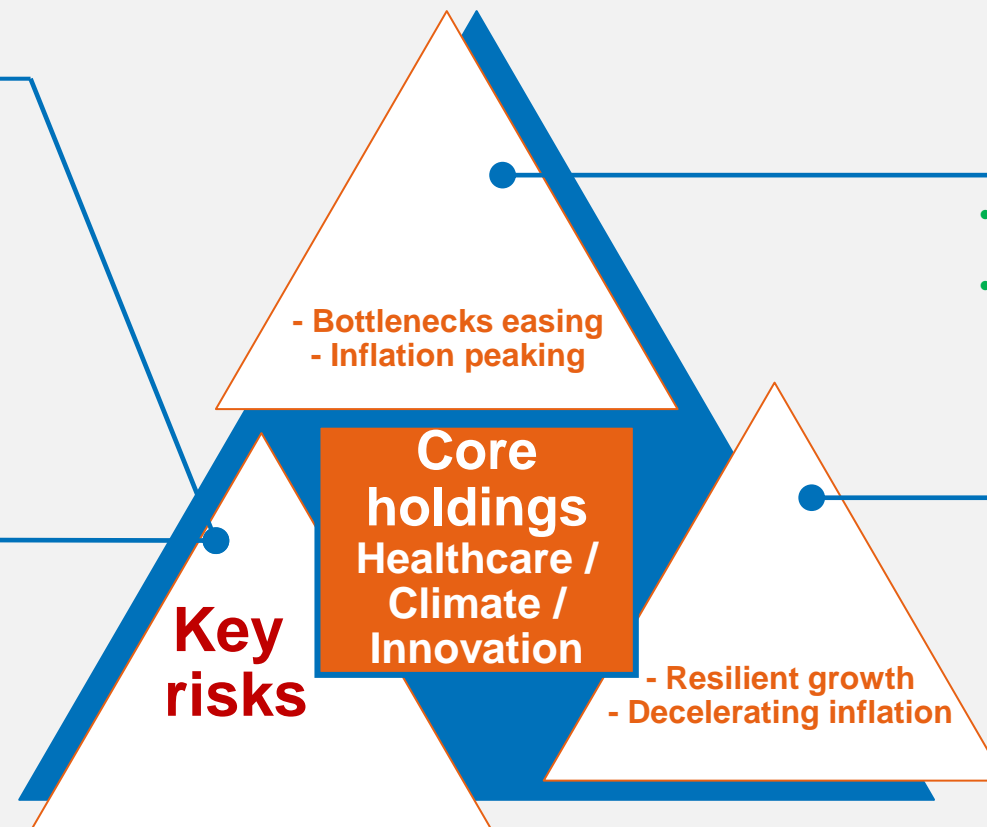 - Bottlenecks easing
- Inflation peaking
Core
holdings
Healthcare /
Climate /
Innovation
Key
risks
- Resilient growth
- Decelerating inflation